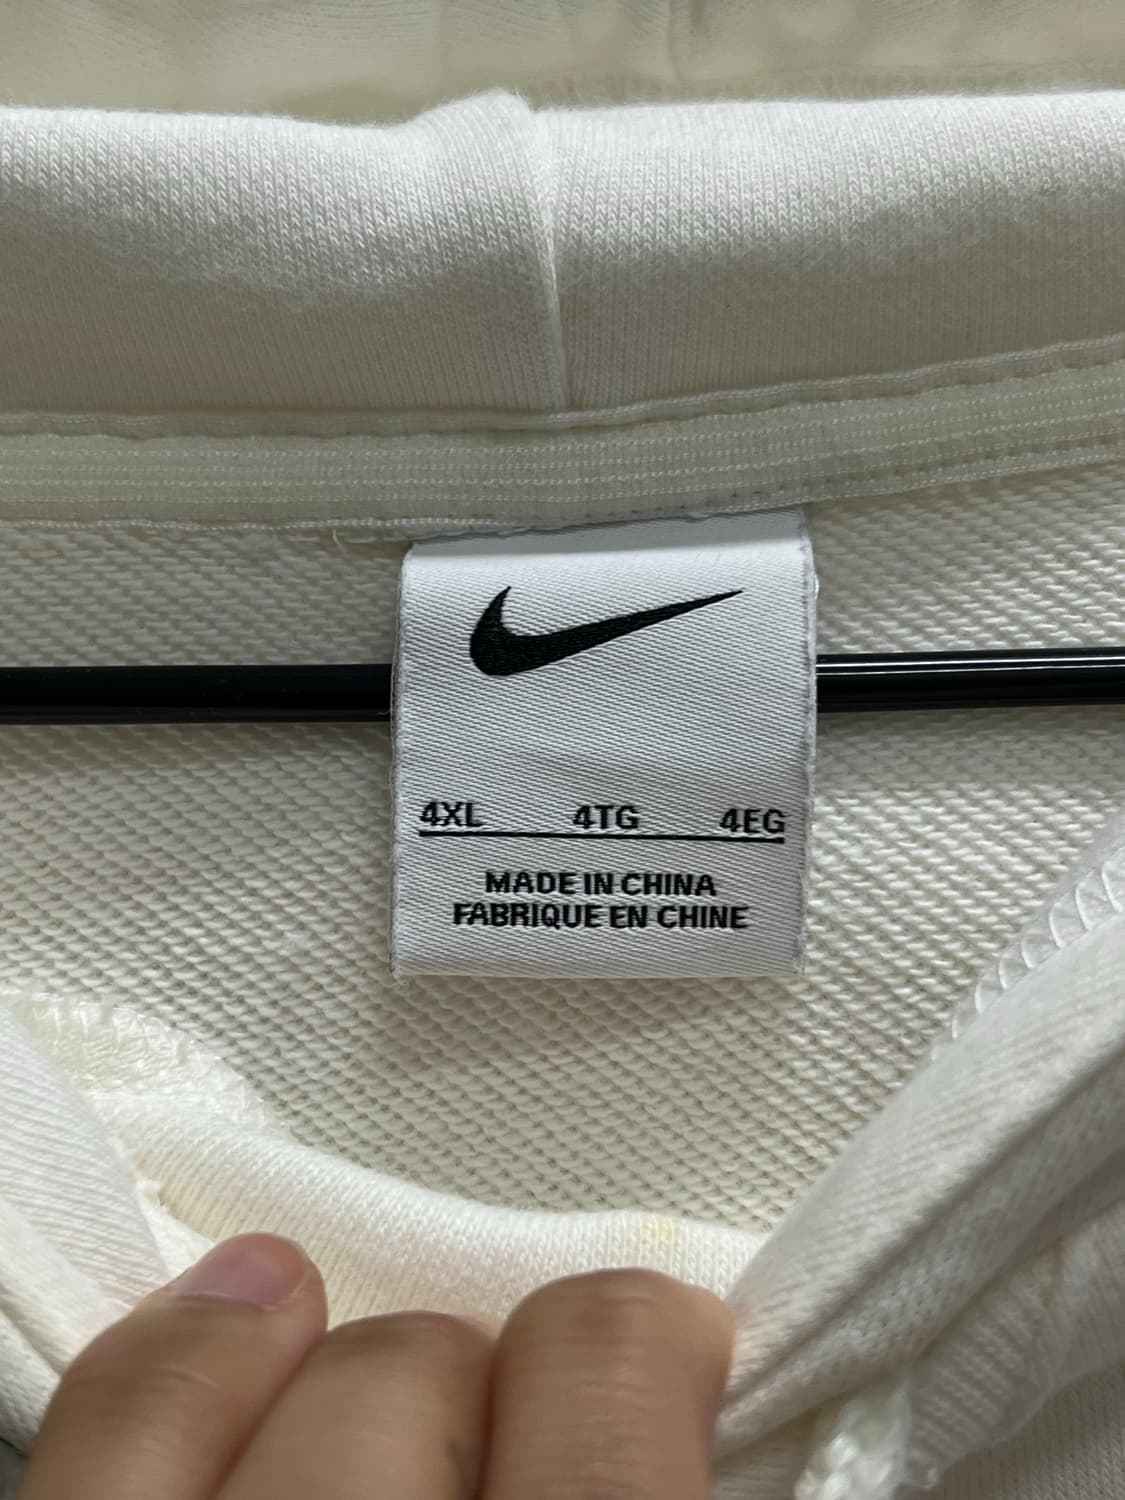 4XL 4TG 4EG
MADE IN CHINA
FABRIQUE EN CHINE